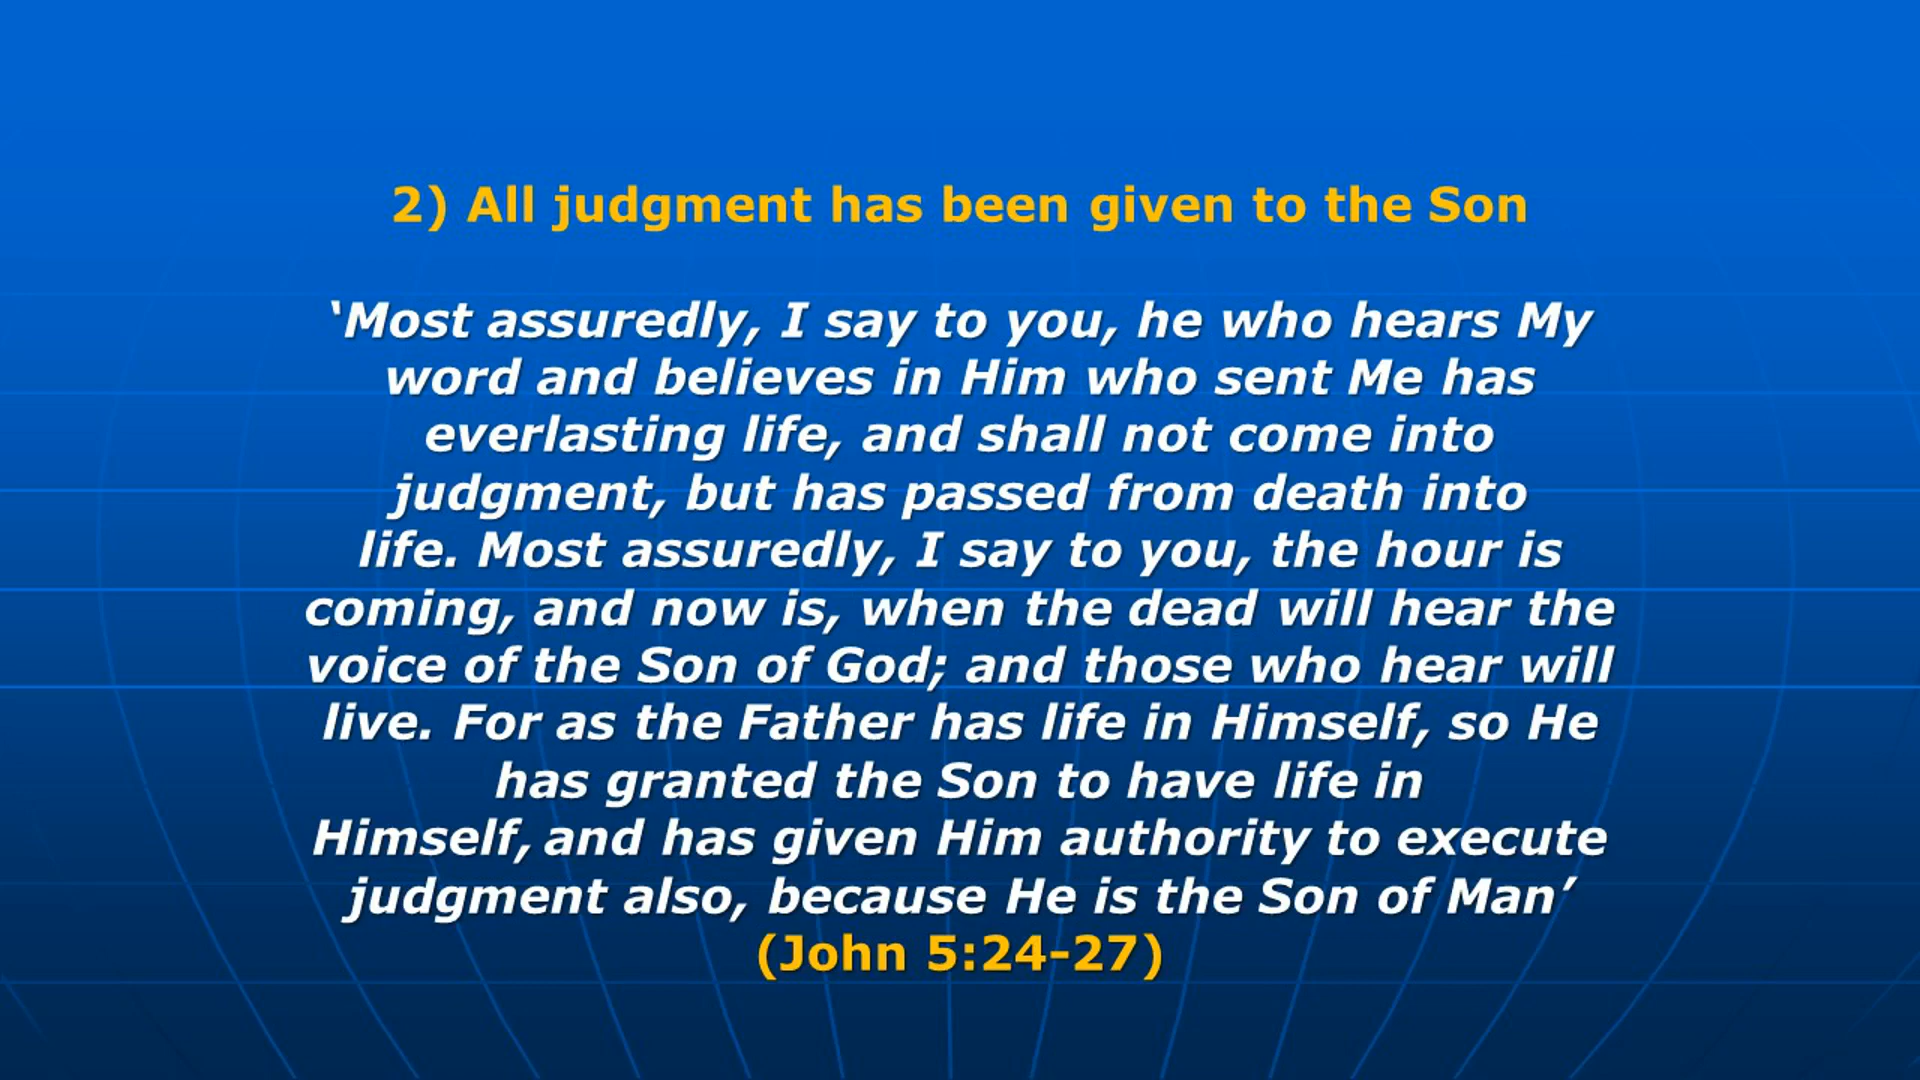 2) All judgment has been given to the Son
‘Most assuredly, I say to you, he who hears My
word and believes in Him who sent Me has
everlasting life, and shall not come into
judgment, but has passed from death into
life. Most assuredly, I say to you, the hour is
coming, and now is, when the dead will hear the
voice of the Son of God; and those who hear will
live. For as the Father has life in Himself, so He
has granted the Son to have life in
Himself, and has given Him authority to execute
judgment also, because He is the Son of Man’
(John 5:24-27)